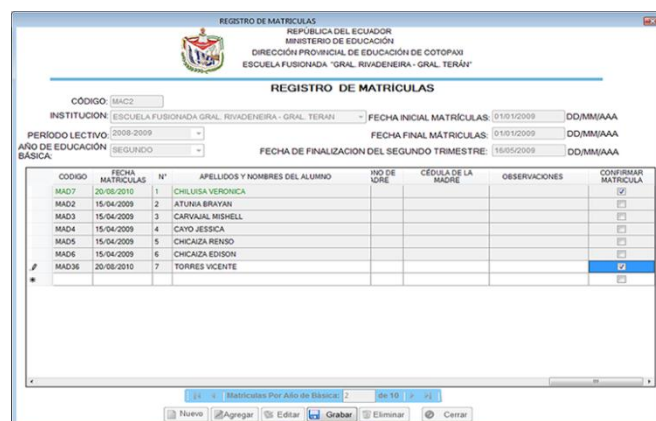 REGISTRO DE MATRICULAS
REPÚBLICA DEL ECUADOR
MINISTERIO DE EDUCACIÓN
DIRECCIÓN PROVINCIAL DE EDUCACIÓN DE COTOPAXI
ESCUELA FUSIONADA "GRAL. RIVADENEIRA - GRAL. TERÁN"
REGISTRO DE MATRÍCULAS
CÓDIGO: MAC2
INSTITUCION: ESCUELA FUSIONADA GRAL. RIVADENEIRA - GRAL. TERAN FECHA INICIAL MATRÍCULAS: 01/01/2009 DD/MM/AAA
PERÍODO LECTIVO: 2008-2009 FECHA FINAL MÁTRICULAS: 01/01/2009 DD/MM/AAA
AÑO DE EDUCACIÓN BÁSICA: SEGUNDO FECHA DE FINALIZACIÓN DEL SEGUNDO TRIMESTRE: 16/05/2009 DD/MM/AAA
CODIGO FECHA MATRICULAS N° APELLIDOS Y NOMBRES DEL ALUMNO NO DE ADRE CÉDULA DE LA MADRE OBSERVACIONES CONFIRMAR MATRICULA
MAD7 20/08/2010 1 CHILUISA VERONICA
MAD2 15/04/2009 2 ATUNIA BRAYAN
MAD3 15/04/2009 3 CARVAJAL MISHELL
MAD4 15/04/2009 4 CAYO JESSICA
MAD5 15/04/2009 5 CHICAIZA RENSO
MAD6 15/04/2009 6 CHICAIZA EDISON
MAD36 20/08/2010 7 TORRES VICENTE
Matriculas Por Año de Básica: 2 de 10
Nuevo Agregar Editar Grabar Eliminar Cerrar